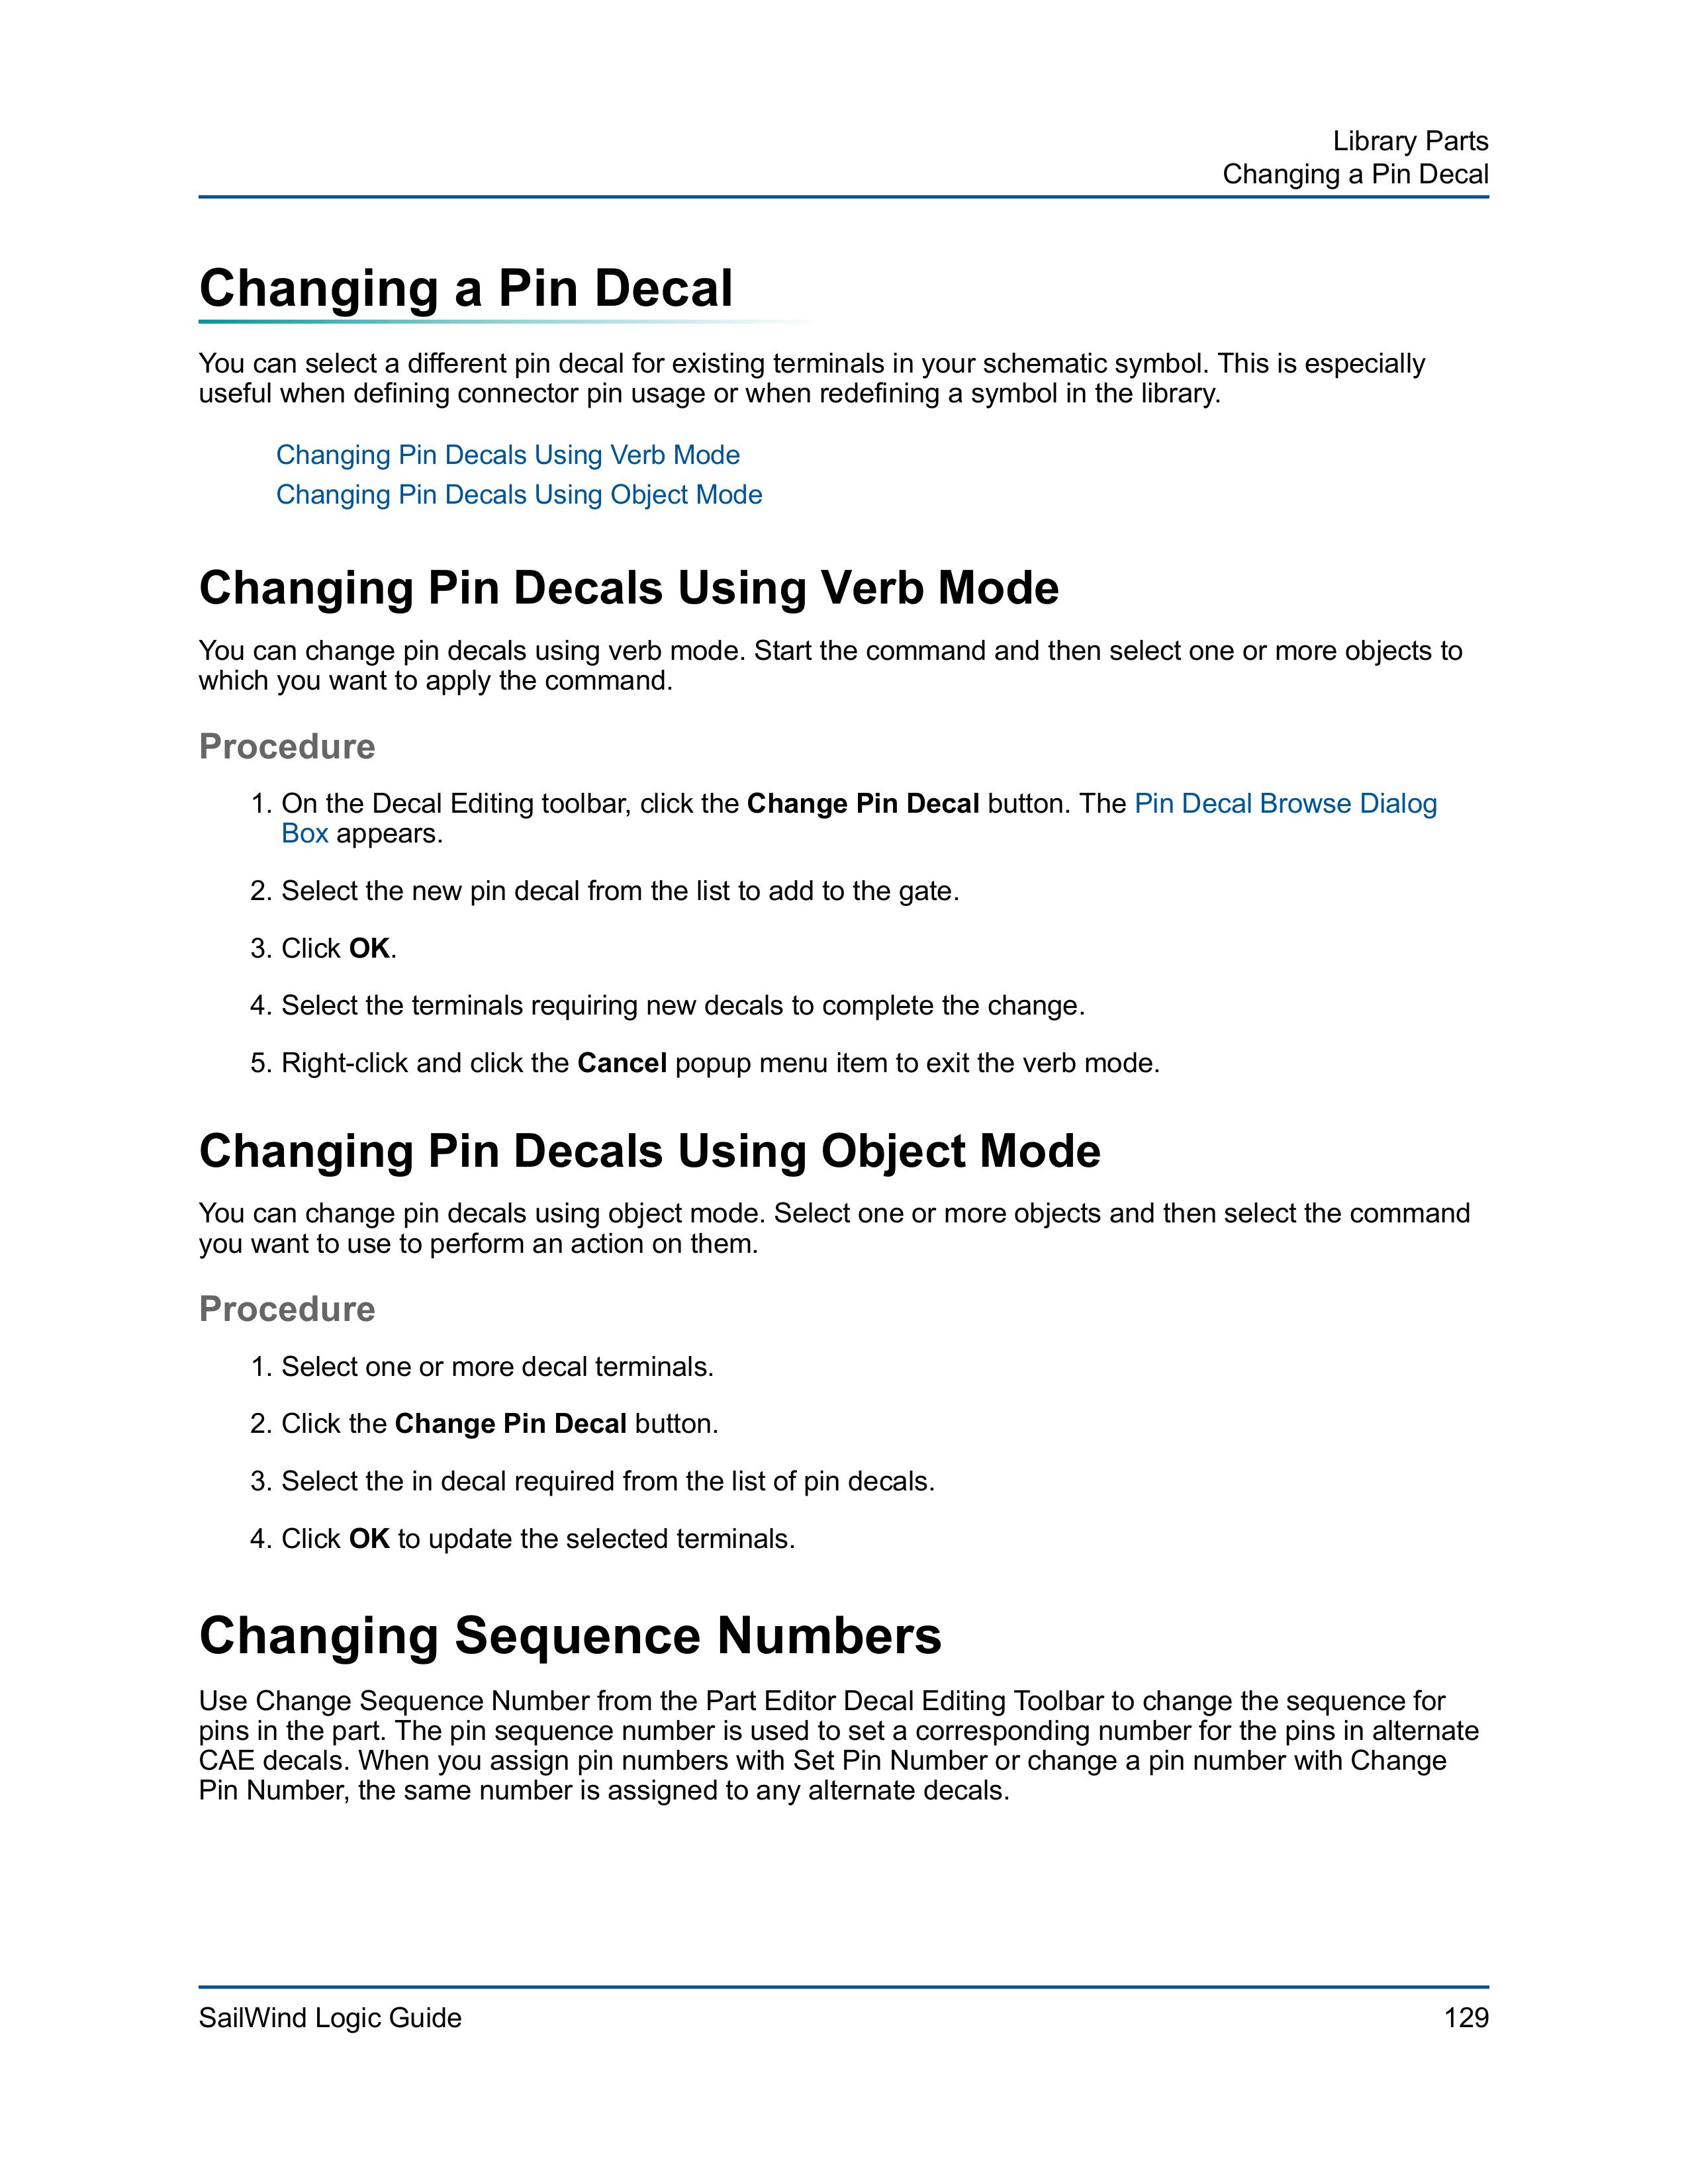 Library Parts
Changing a Pin Decal
Changing a Pin Decal
You can select a different pin decal for existing terminals in your schematic symbol. This is especially
useful when defining connector pin usage or when redefining a symbol in the library.
Changing Pin Decals Using Verb Mode
Changing Pin Decals Using Object Mode
Changing Pin Decals Using Verb Mode
You can change pin decals using verb mode. Start the command and then select one or more objects to
which you want to apply the command.
Procedure
1. On the Decal Editing toolbar, click the Change Pin Decal button. The Pin Decal Browse Dialog
Box appears.
2. Select the new pin decal from the list to add to the gate.
3. Click OK.
4. Select the terminals requiring new decals to complete the change.
5. Right-click and click the Cancel popup menu item to exit the verb mode.
Changing Pin Decals Using Object Mode
You can change pin decals using object mode. Select one or more objects and then select the command
you want to use to perform an action on them.
Procedure
1. Select one or more decal terminals.
2. Click the Change Pin Decal button.
3. Select the in decal required from the list of pin decals.
4. Click OK to update the selected terminals.
Changing Sequence Numbers
Use Change Sequence Number from the Part Editor Decal Editing Toolbar to change the sequence for
pins in the part. The pin sequence number is used to set a corresponding number for the pins in alternate
CAE decals. When you assign pin numbers with Set Pin Number or change a pin number with Change
Pin Number, the same number is assigned to any alternate decals.
SailWind Logic Guide
129